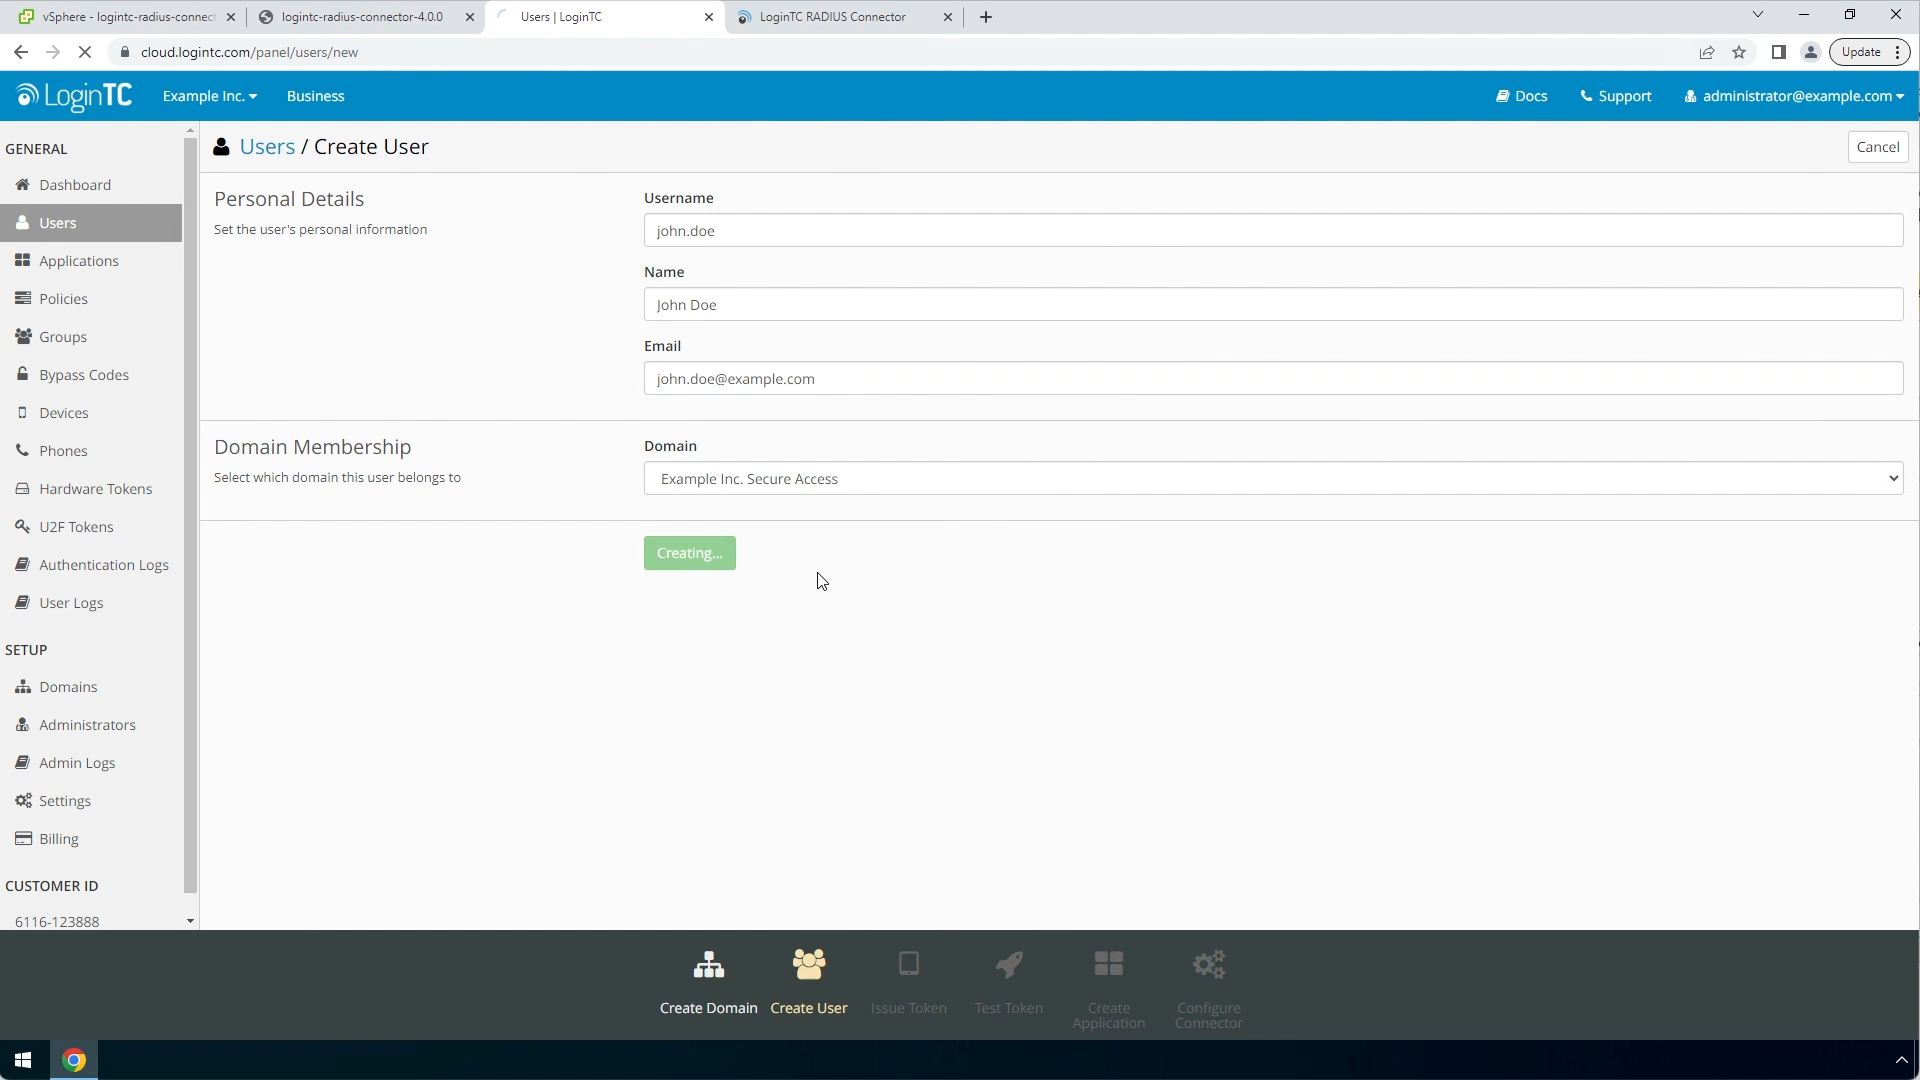 vSphere - logintc-radius-connect
logintc-radius-connector-4.0.0
Users | LoginTC
LoginTC RADIUS Connector
cloud.logintc.com/panel/users/new
Update
LoginTC
Example Inc.
Business
Docs
Support
administrator@example.com
GENERAL
Dashboard
Users
Applications
Policies
Groups
Bypass Codes
Devices
Phones
Hardware Tokens
U2F Tokens
Authentication Logs
User Logs
SETUP
Domains
Administrators
Admin Logs
Settings
Billing
CUSTOMER ID
6116-123888
Users / Create User
Cancel
Personal Details
Set the user's personal information
Username
john.doe
Name
John Doe
Email
john.doe@example.com
Domain Membership
Select which domain this user belongs to
Domain
Example Inc. Secure Access
Creating...
Create Domain
Create User
Issue Token
Test Token
Create
Application
Configure
Connector